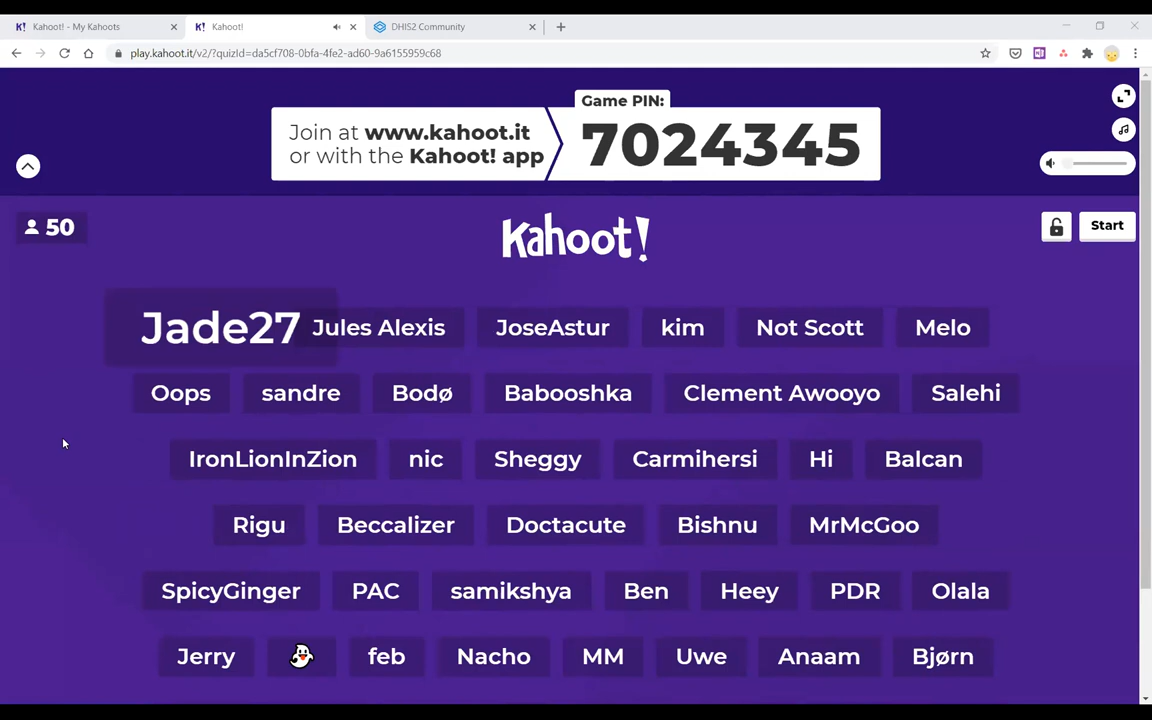 Kahoot! - My Kahoots
Kahoot!
DHIS2 Community
play.kahoot.it/v2/?quizId=da5cf708-0bfa-4fe2-ad60-9a6155959c68
Game PIN:
Join at www.kahoot.it
or with the Kahoot! app
7024345
50
Kahoot!
Start
Jade27 Jules Alexis JoseAstur kim Not Scott Melo
Oops sandre Bodø Babooshka Clement Awooyo Salehi
IronLionInZion nic Sheggy Carmihersi Hi Balcan
Rigu Beccalizer Doctacute Bishnu MrMcGoo
SpicyGinger PAC samikshya Ben Heey PDR Olala
Jerry feb Nacho MM Uwe Anaam Bjørn